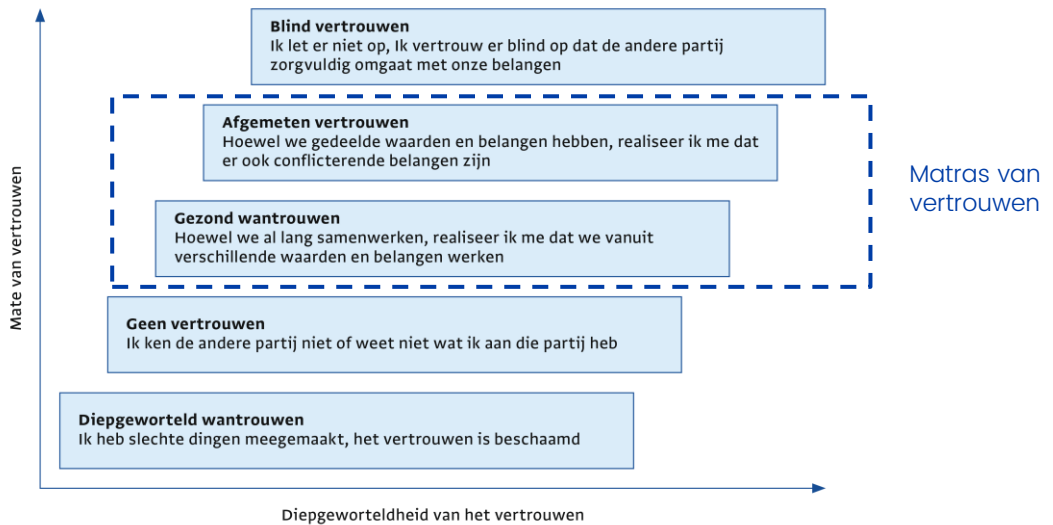 Blind vertrouwen
Ik let er niet op, Ik vertrouw er blind op dat de andere partij
zorgvuldig omgaat met onze belangen
Afgemeten vertrouwen
Hoewel we gedeelde waarden en belangen hebben, realiseer ik me dat
er ook conflicterende belangen zijn
Matras van
vertrouwen
Gezond wantrouwen
Hoewel we al lang samenwerken, realiseer ik me dat we vanuit
verschillende waarden en belangen werken
Geen vertrouwen
Ik ken de andere partij niet of weet niet wat ik aan die partij heb
Diepgeworteld wantrouwen
Ik heb slechte dingen meegemaakt, het vertrouwen is beschaamd
Mate van vertrouwen
Diepgeworteldheid van het vertrouwen